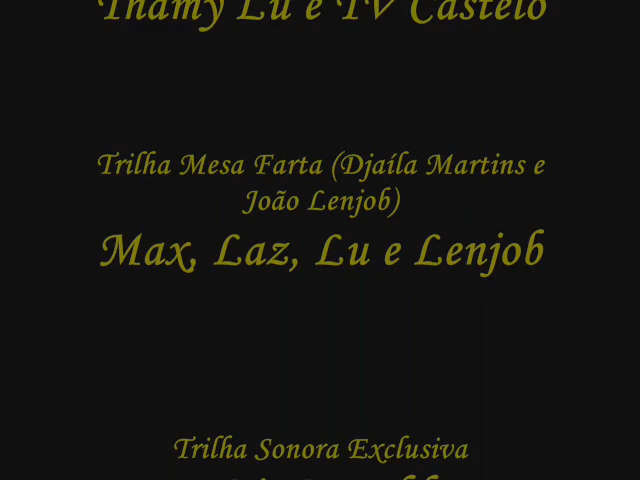 Thamy Lu e TV Castelo
Trilha Mesa Farta (Djaíla Martins e
João Lenjob)
Max, Laz, Lu e Lenjob
Trilha Sonora Exclusiva